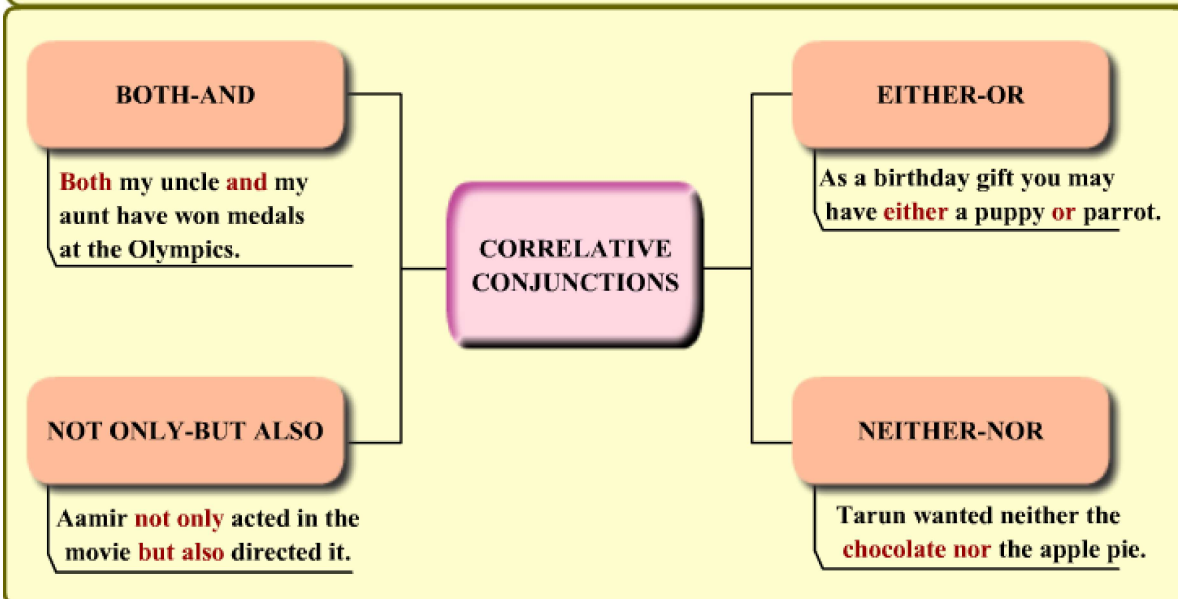 BOTH-AND
Both my uncle and my
aunt have won medals
at the Olympics.
EITHER-OR
As a birthday gift you may
have either a puppy or parrot.
CORRELATIVE
CONJUNCTIONS
NOT ONLY-BUT ALSO
Aamir not only acted in the
movie but also directed it.
NEITHER-NOR
Tarun wanted neither the
chocolate nor the apple pie.